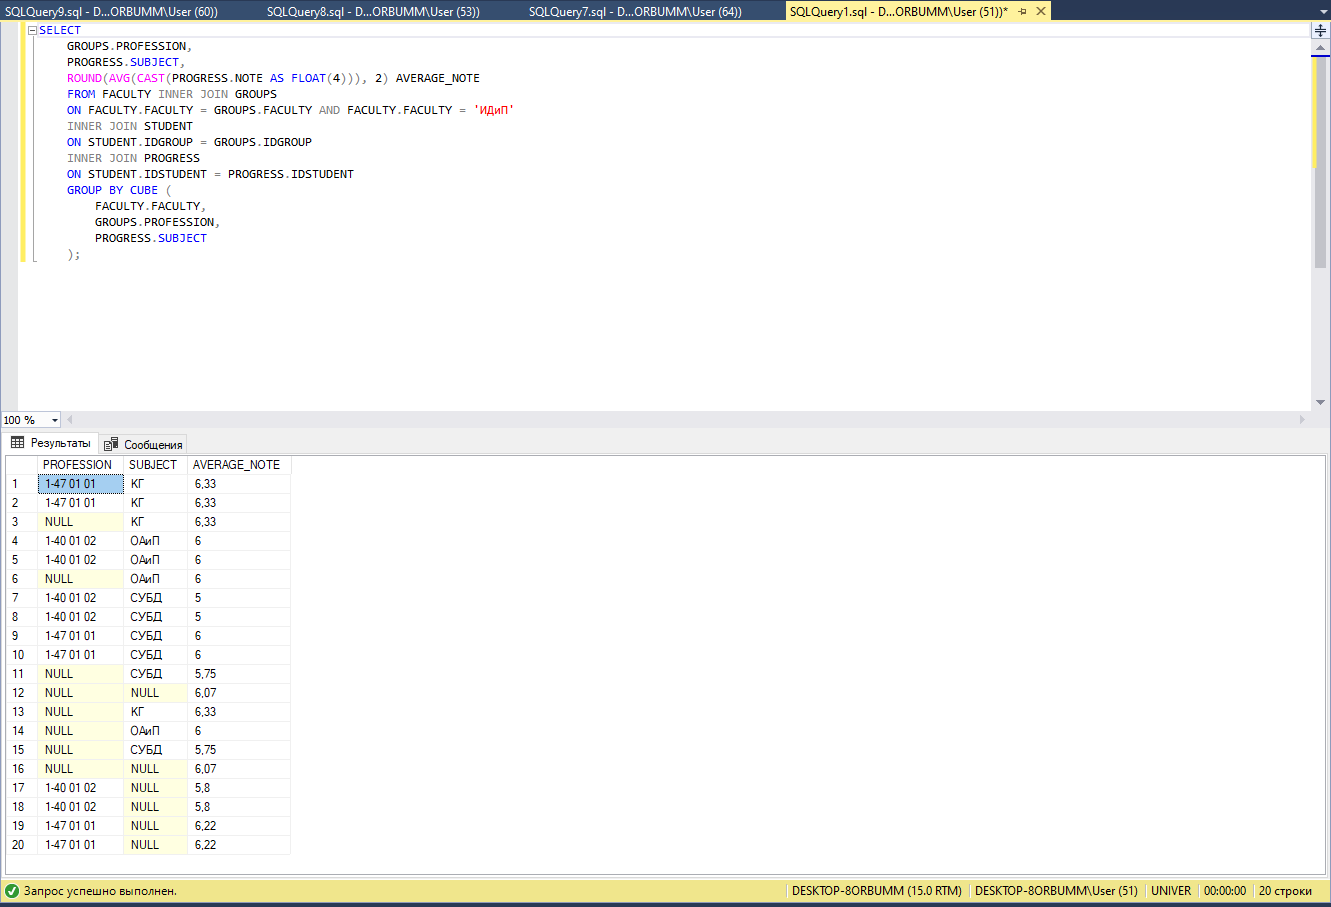 SQLQuery9.sql - D...ORBUMM\User (60)) SQLQuery8.sql - D...ORBUMM\User (53)) SQLQuery7.sql - D...ORBUMM\User (64)) SQLQuery1.sql - D...ORBUMM\User (51))*
SELECT
GROUPS.PROFESSION,
PROGRESS.SUBJECT,
ROUND(AVG(CAST(PROGRESS.NOTE AS FLOAT(4))), 2) AVERAGE_NOTE
FROM FACULTY INNER JOIN GROUPS
ON FACULTY.FACULTY = GROUPS.FACULTY AND FACULTY.FACULTY = 'ИДиП'
INNER JOIN STUDENT
ON STUDENT.IDGROUP = GROUPS.IDGROUP
INNER JOIN PROGRESS
ON STUDENT.IDSTUDENT = PROGRESS.IDSTUDENT
GROUP BY CUBE (
FACULTY.FACULTY,
GROUPS.PROFESSION,
PROGRESS.SUBJECT
);
100 %
Результаты Сообщения
PROFESSION SUBJECT AVERAGE_NOTE
1 1-47 01 01 КГ 6,33
2 1-47 01 01 КГ 6,33
3 NULL КГ 6,33
4 1-40 01 02 ОАиП 6
5 1-40 01 02 ОАиП 6
6 NULL ОАиП 6
7 1-40 01 02 СУБД 5
8 1-40 01 02 СУБД 5
9 1-47 01 01 СУБД 6
10 1-47 01 01 СУБД 6
11 NULL СУБД 5,75
12 NULL NULL 6,07
13 NULL КГ 6,33
14 NULL ОАиП 6
15 NULL СУБД 5,75
16 NULL NULL 6,07
17 1-40 01 02 NULL 5,8
18 1-40 01 02 NULL 5,8
19 1-47 01 01 NULL 6,22
20 1-47 01 01 NULL 6,22
Запрос успешно выполнен. DESKTOP-8ORBUMM (15.0 RTM) DESKTOP-8ORBUMM\User (51) UNIVER 00:00:00 20 строки